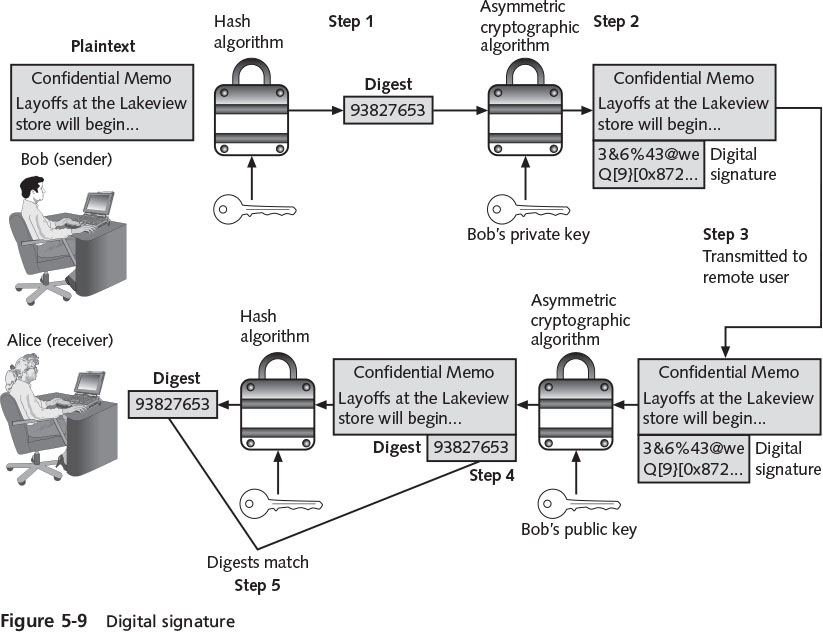 Plaintext
Confidential Memo
Layoffs at the Lakeview
store will begin...
Bob (sender)
Hash
algorithm
Step 1
Digest
93827653
Asymmetric
cryptographic
algorithm
Bob's private key
Step 2
Confidential Memo
Layoffs at the Lakeview
store will begin...
3&6%43@we
Q[9}[0x872...
Digital
signature
Step 3
Transmitted to
remote user
Confidential Memo
Layoffs at the Lakeview
store will begin...
3&6%43@we
Q[9}[0x872...
Digital
signature
Asymmetric
cryptographic
algorithm
Bob's public key
Confidential Memo
Layoffs at the Lakeview
store will begin...
Digest
93827653
Step 4
Hash
algorithm
Digest
93827653
Alice (receiver)
Digests match
Step 5
Figure 5-9 Digital signature